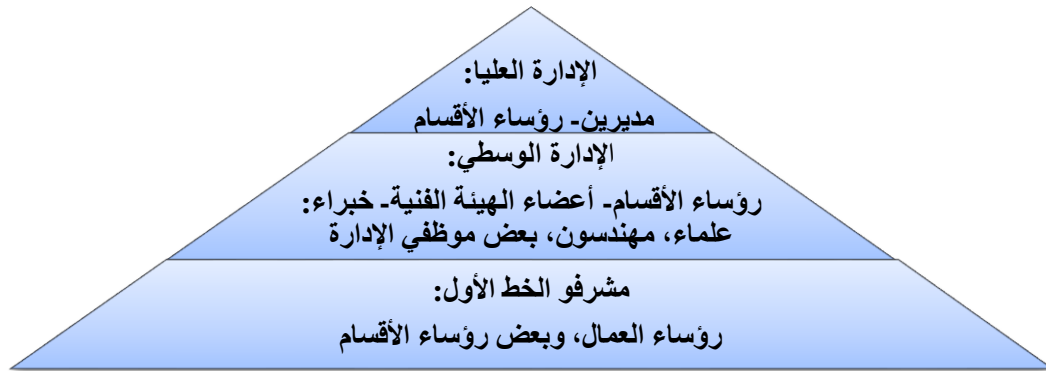 الإدارة العليا:
مديرين- رؤساء الأقسام
الإدارة الوسطي:
رؤساء الأقسام- أعضاء الهيئة الفنية- خبراء:
علماء، مهندسون، بعض موظفي الإدارة
مشرفو الخط الأول:
رؤساء العمال، وبعض رؤساء الأقسام